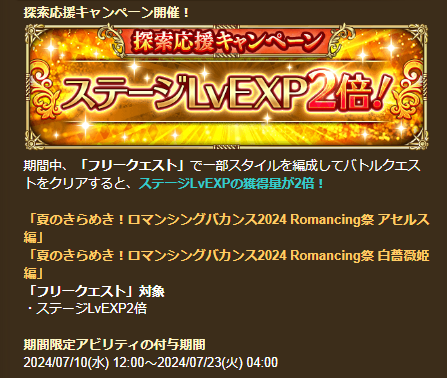 探索応援キャンペーン開催！
探索応援キャンペーン
ステージLvEXP2倍！
期間中、「フリークエスト」で一部スタイルを編成してバトルクエス
トをクリアすると、ステージLvEXPの獲得量が2倍！
「夏のきらめき！ロマンシングバカンス2024 Romancing祭 アセルス
編」
「夏のきらめき！ロマンシングバカンス2024 Romancing祭 白薔薇姫
編」
「フリークエスト」対象
・ステージLvEXP2倍
期間限定アビリティの付与期間
2024/07/10(水) 12:00～2024/07/23(火) 04:00